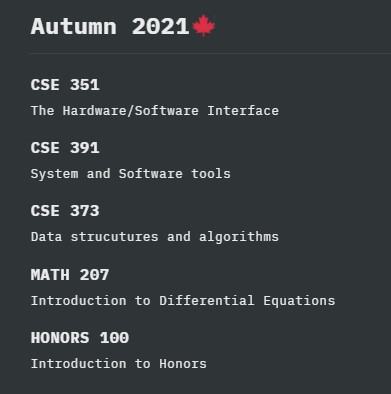 Autumn 2021🍁
CSE 351
The Hardware/Software Interface
CSE 391
System and Software tools
CSE 373
Data strucutures and algorithms
MATH 207
Introduction to Differential Equations
HONORS 100
Introduction to Honors